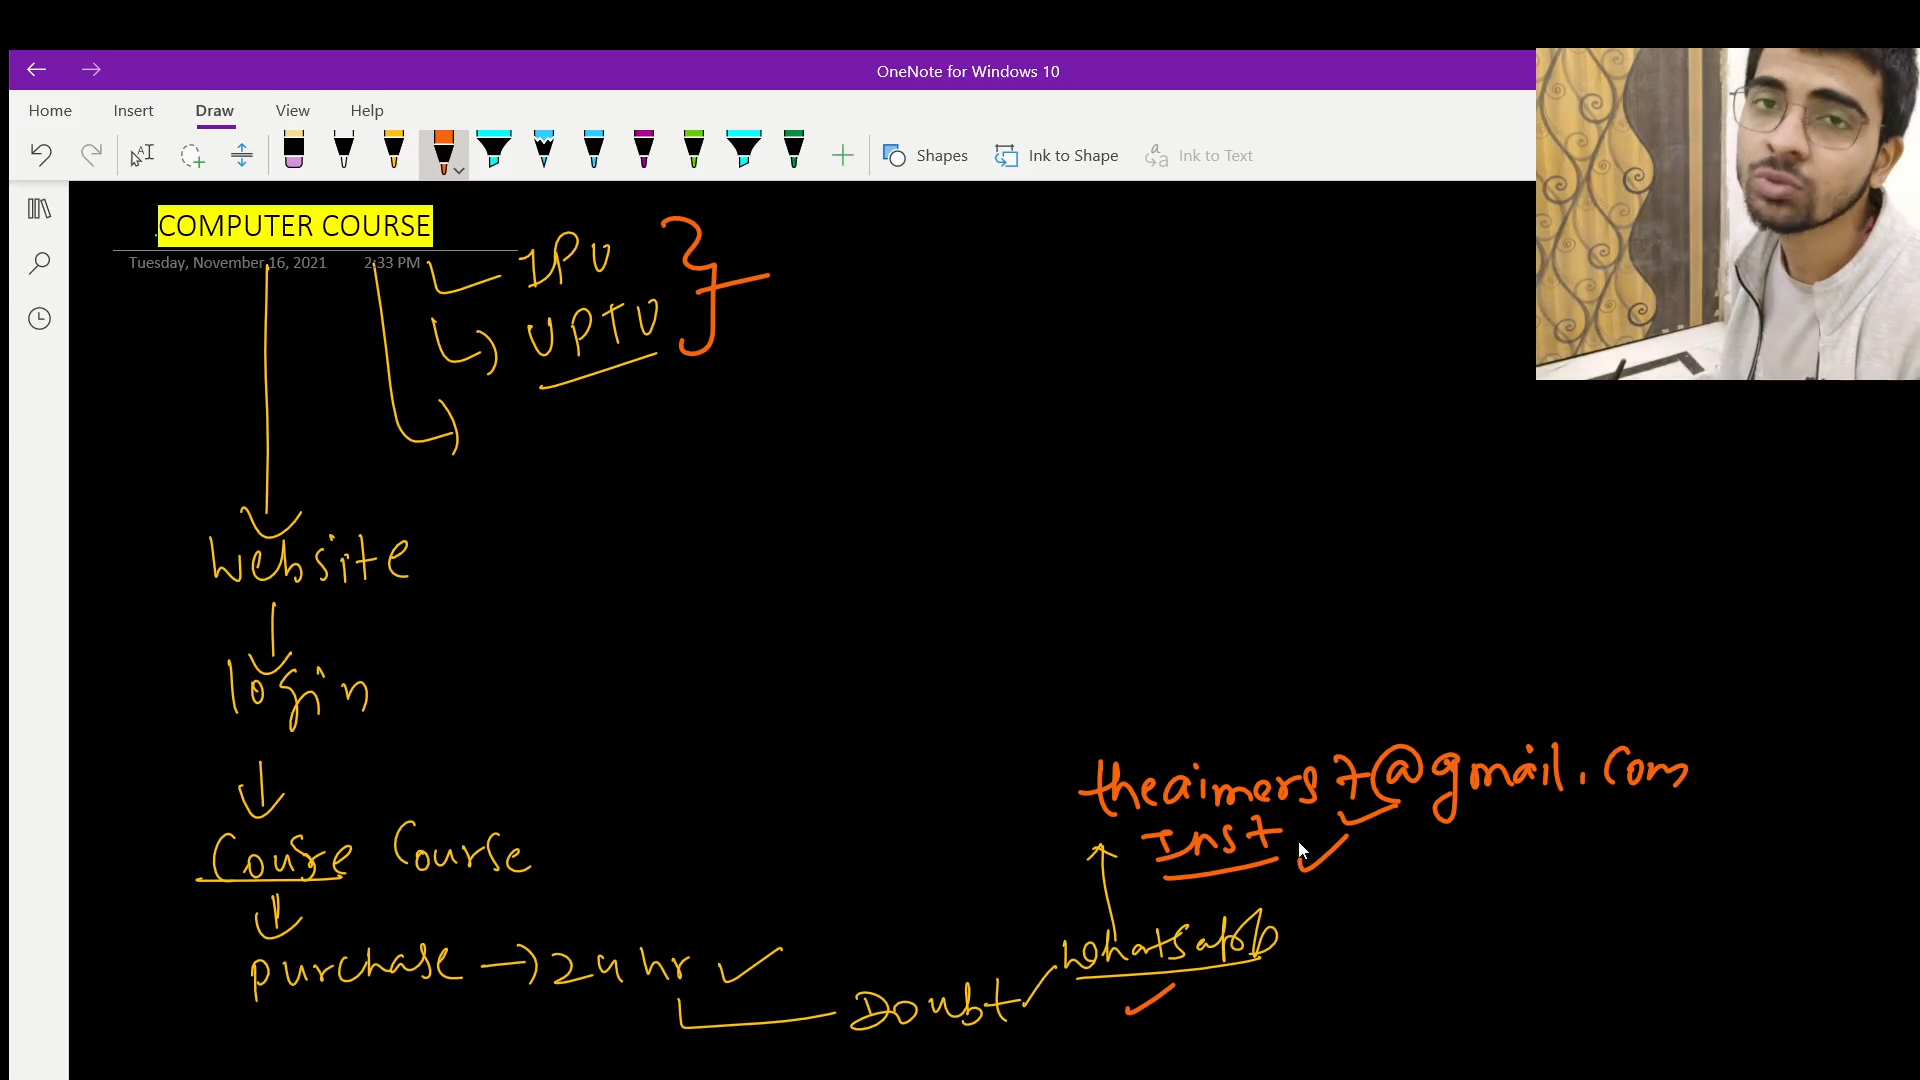 OneNote for Windows 10
Home Insert Draw View Help
Shapes Ink to Shape Ink to Text
COMPUTER COURSE
Tuesday, November 16, 2021 2:33 PM
IPU
UPTU
Website
login
Course Course
purchase → 24 hr ✓
Doubt
Whatsapp
theaimers7@gmail.com
Inst